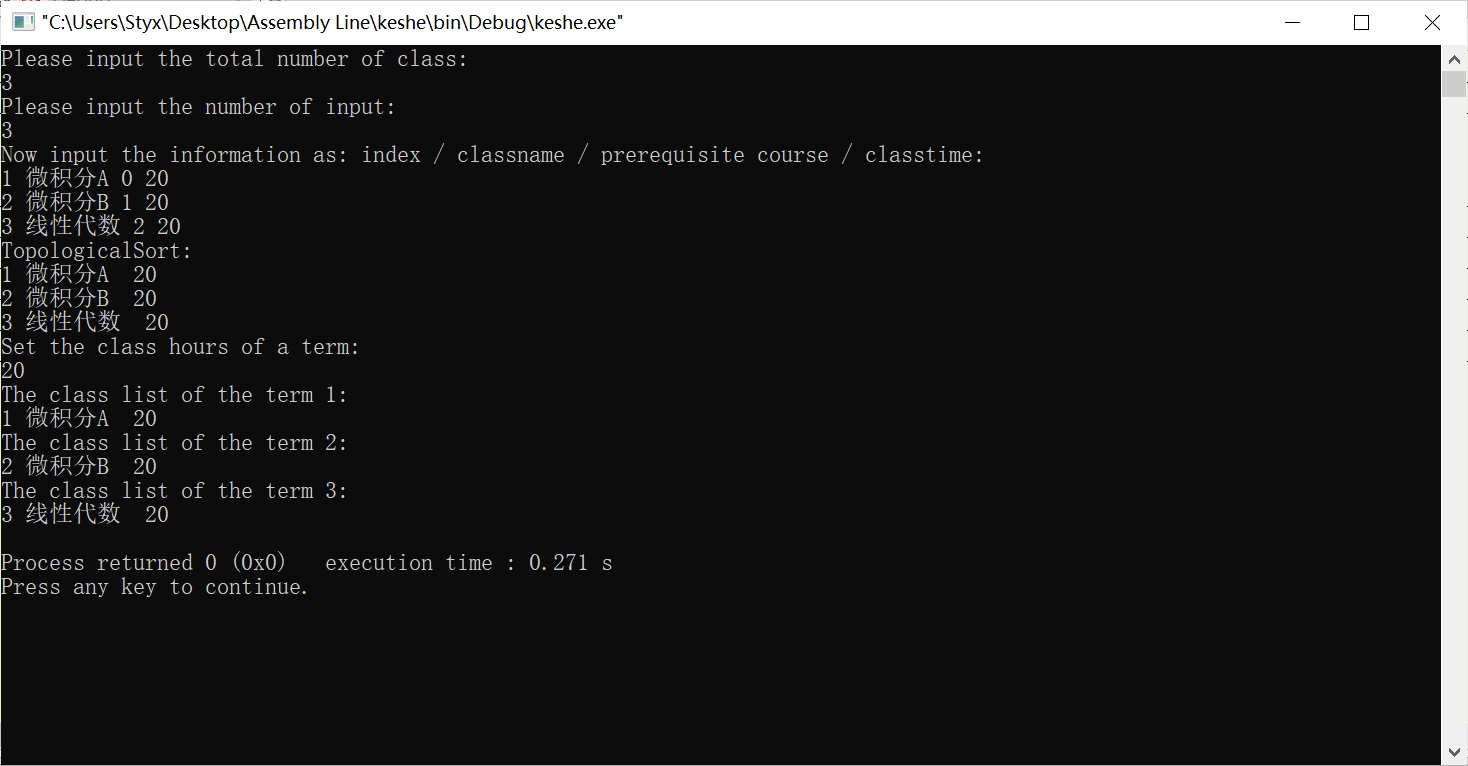 "C:\Users\Styx\Desktop\Assembly Line\keshe\bin\Debug\keshe.exe"
Please input the total number of class:
3
Please input the number of input:
3
Now input the information as: index / classname / prerequisite course / classtime:
1 微积分A 0 20
2 微积分B 1 20
3 线性代数 2 20
TopologicalSort:
1 微积分A  20
2 微积分B  20
3 线性代数  20
Set the class hours of a term:
20
The class list of the term 1:
1 微积分A  20
The class list of the term 2:
2 微积分B  20
The class list of the term 3:
3 线性代数  20
Process returned 0 (0x0)   execution time : 0.271 s
Press any key to continue.